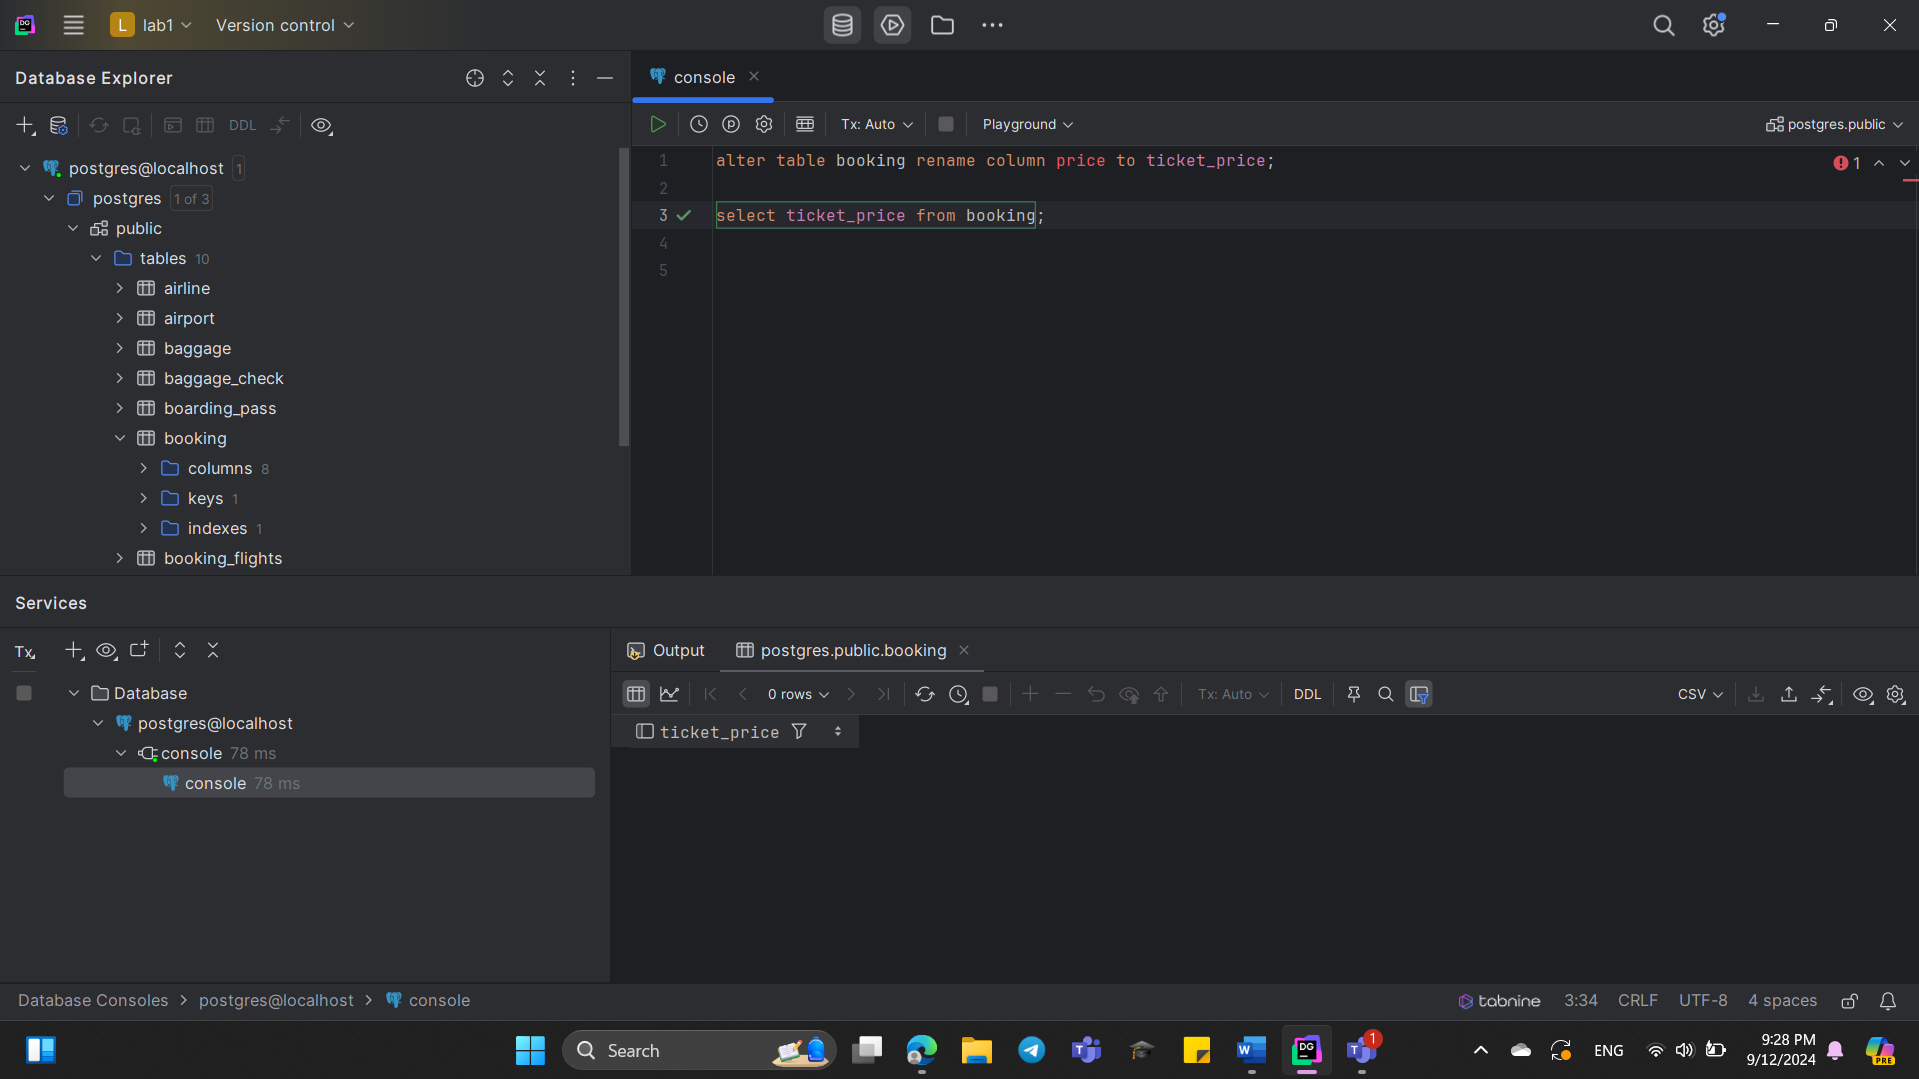 L lab1 Version control
Database Explorer
DDL
postgres@localhost 1
postgres 1 of 3
public
tables 10
airline
airport
baggage
baggage_check
boarding_pass
booking
columns 8
keys 1
indexes 1
booking_flights
console
Tx: Auto Playground postgres.public
1 alter table booking rename column price to ticket_price;
2
3 select ticket_price from booking;
4
5
1
Services
Tx
Database
postgres@localhost
console 78 ms
console 78 ms
Output postgres.public.booking
0 rows Tx: Auto DDL CSV
ticket_price
Database Consoles > postgres@localhost > console
tabnine 3:34 CRLF UTF-8 4 spaces
Search
1
ENG
9:28 PM
9/12/2024
PRE